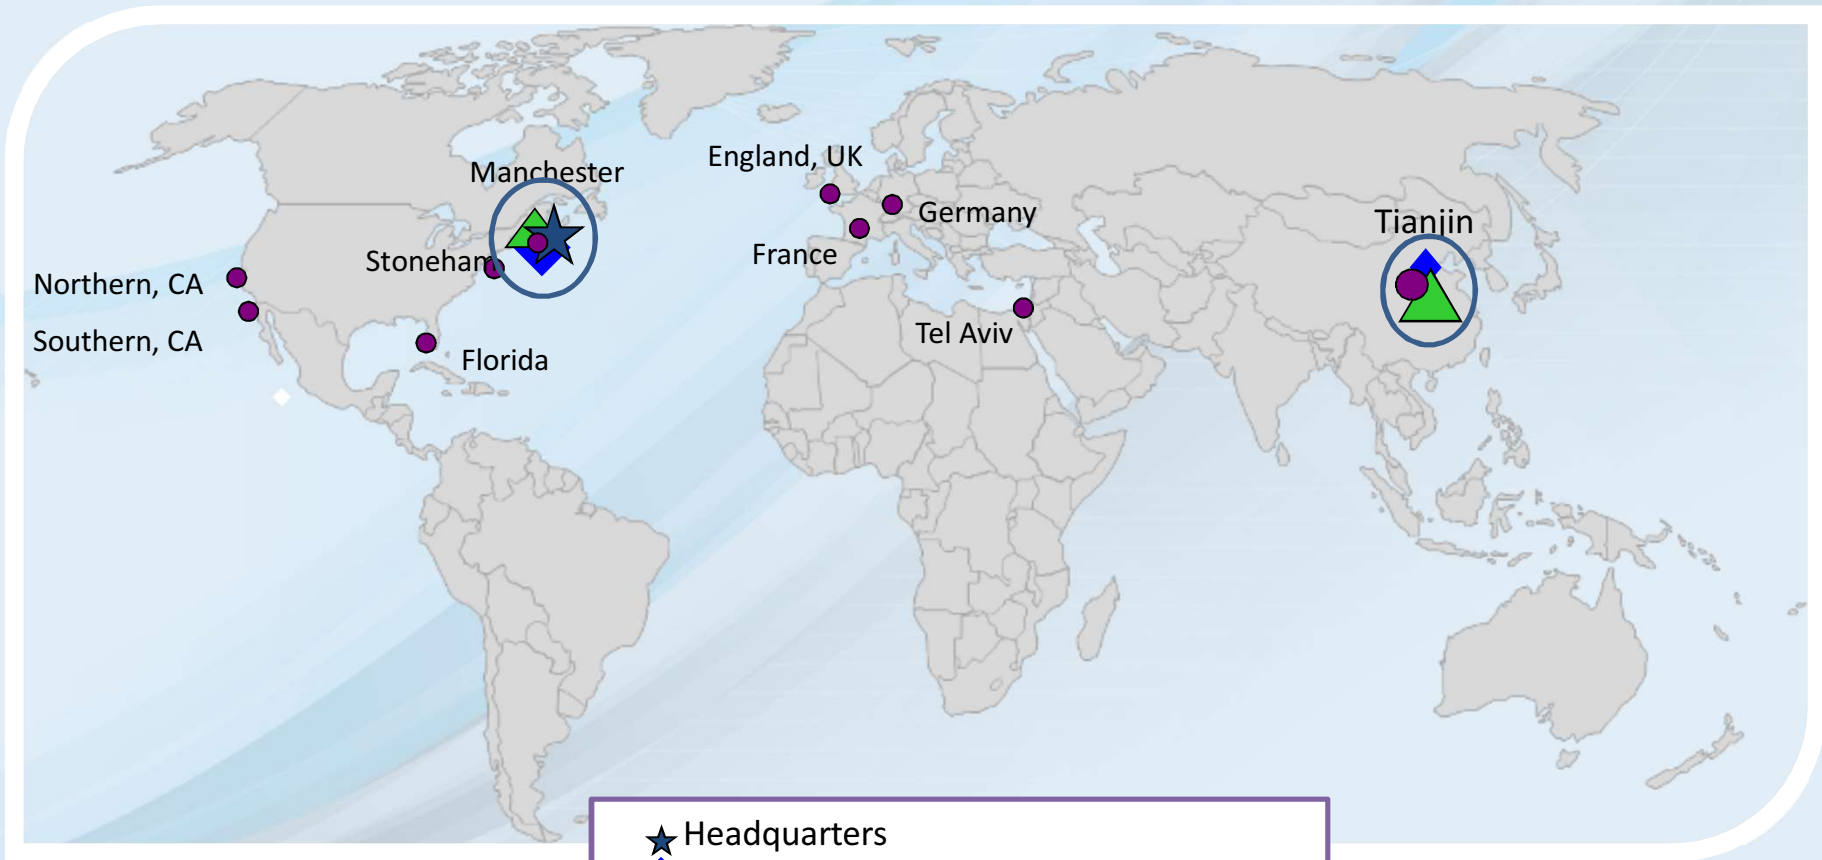 England, UK
Manchester
Germany
Tianjin
France
Stoneham
Northern, CA
Southern, CA
Tel Aviv
Florida
Headquarters